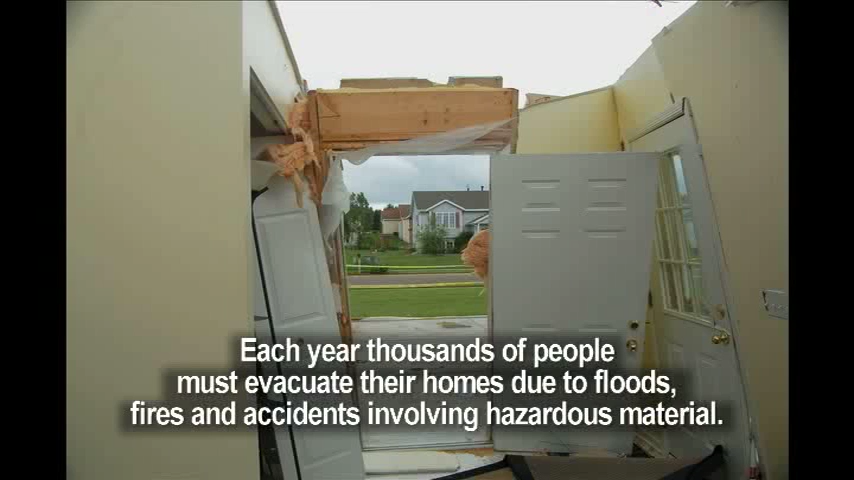 Each year thousands of people
must evacuate their homes due to floods,
fires and accidents involving hazardous material.